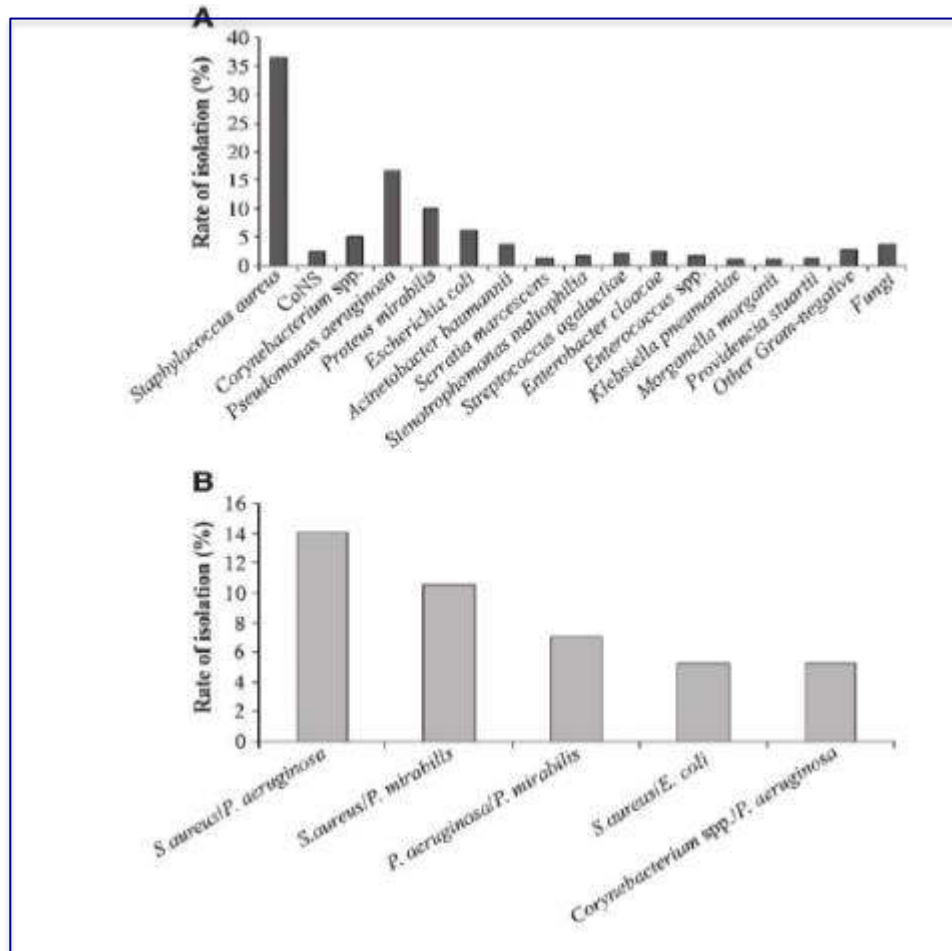 A
Rate of isolation (%)
40
35
30
25
20
15
10
5
0
Staphylococcus aureus
CoNS
Corynebacterium spp.
Pseudomonas aeruginosa
Proteus mirabilis
Escherichia coli
Acinetobacter baumannii
Serratia marcescens
Stenotrophomonas maltophilia
Streptococcus agalactiae
Enterobacter cloacae
Enterococcus spp
Klebsiella pneumoniae
Morganella morganii
Providencia stuartii
Other Gram-negative
Fungi
B
Rate of isolation (%)
16
14
12
10
8
6
4
2
0
S aureus/P. aeruginosa
S.aureus/P. mirabilis
P. aeruginosa/P. mirabilis
S.aureus/E. coli
Corynebacterium spp./P. aeruginosa